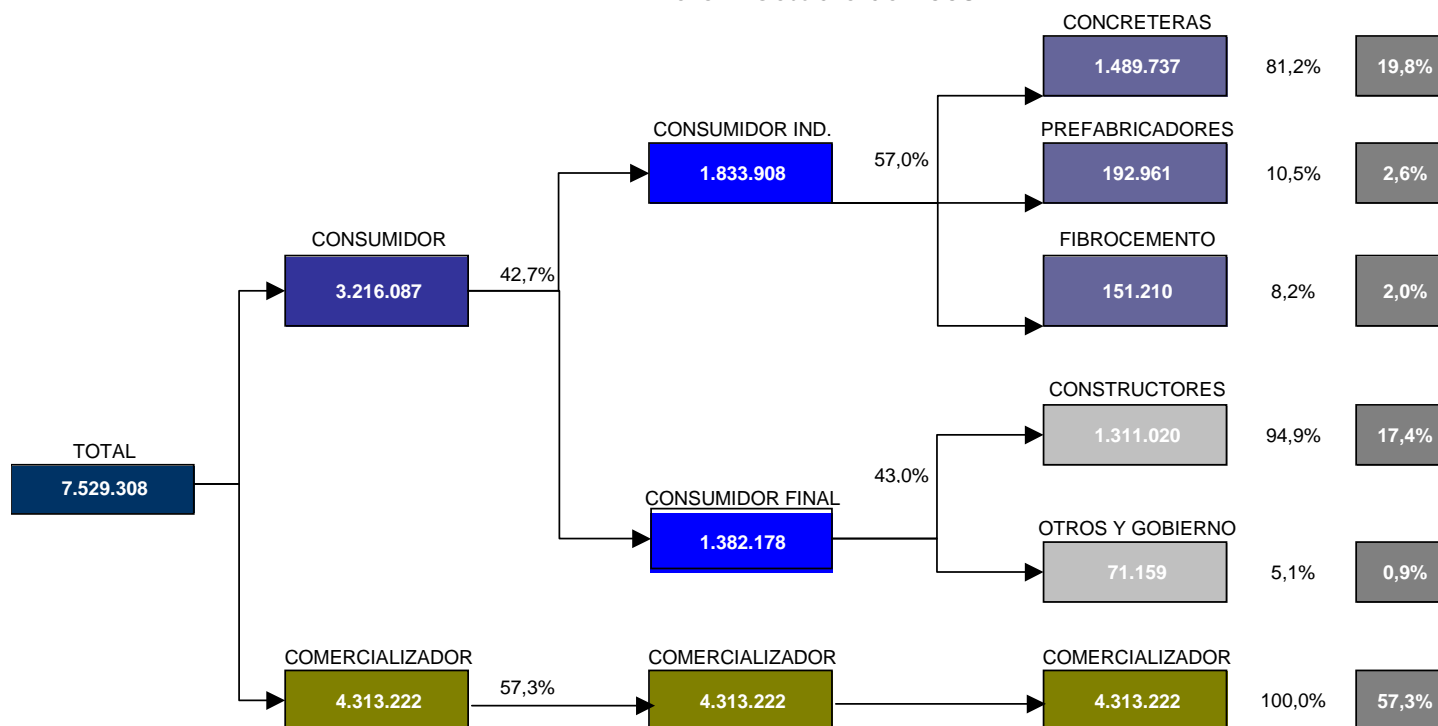 CONCRETERAS
1.489.737 81,2% 19,8%
CONSUMIDOR IND.
1.833.908
57,0%
PREFABRICADORES
192.961 10,5% 2,6%
CONSUMIDOR
3.216.087
42,7%
FIBROCEMENTO
151.210 8,2% 2,0%
CONSTRUCTORES
1.311.020 94,9% 17,4%
TOTAL
7.529.308
43,0%
CONSUMIDOR FINAL
1.382.178
OTROS Y GOBIERNO
71.159 5,1% 0,9%
COMERCIALIZADOR COMERCIALIZADOR COMERCIALIZADOR
4.313.222 57,3% 4.313.222 4.313.222 100,0% 57,3%